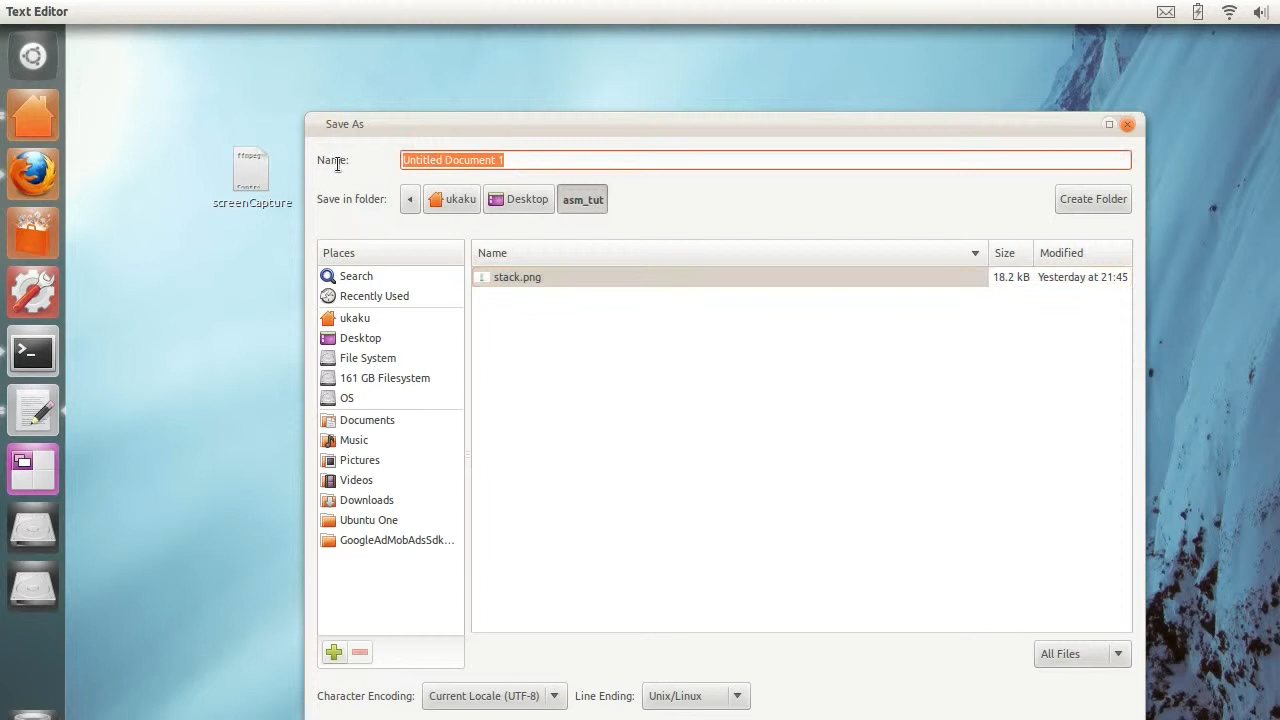 Text Editor
screenCapture
Save As
Name:
Untitled Document 1
Save in folder:
ukaku
Desktop
asm_tut
Create Folder
Places
Name
Size
Modified
Search
stack.png
18.2 kB
Yesterday at 21:45
Recently Used
ukaku
Desktop
File System
161 GB Filesystem
OS
Documents
Music
Pictures
Videos
Downloads
Ubuntu One
GoogleAdMobAdsSdk...
All Files
Character Encoding:
Current Locale (UTF-8)
Line Ending:
Unix/Linux